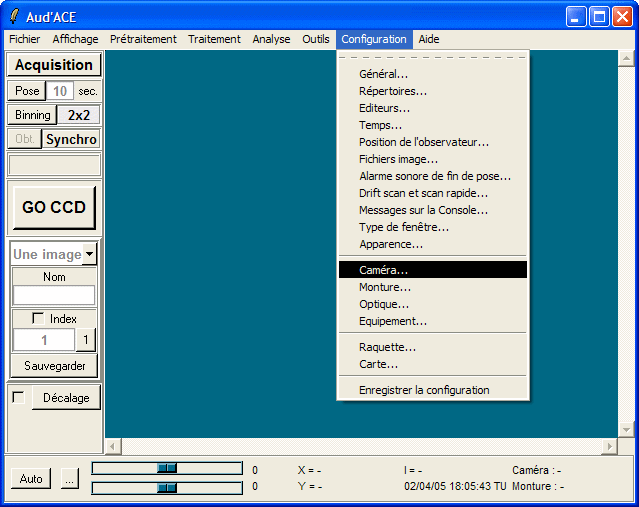 Aud'ACE
Fichier Affichage Prétraitement Traitement Analyse Outils Configuration Aide
Acquisition
Pose 10 sec.
Binning 2x2
Obt. Synchro
GO CCD
Une image
Nom
Index
1 1
Sauvegarder
Décalage
Général...
Répertoires...
Editeurs...
Temps...
Position de l'observateur...
Fichiers image...
Alarme sonore de fin de pose...
Drift scan et scan rapide...
Messages sur la Console...
Type de fenêtre...
Apparence...
Caméra...
Monture...
Optique...
Equipement...
Raquette...
Carte...
Enregistrer la configuration
Auto ... 0 X = - I = - Caméra : -
0 Y = - 02/04/05 18:05:43 TU Monture : -